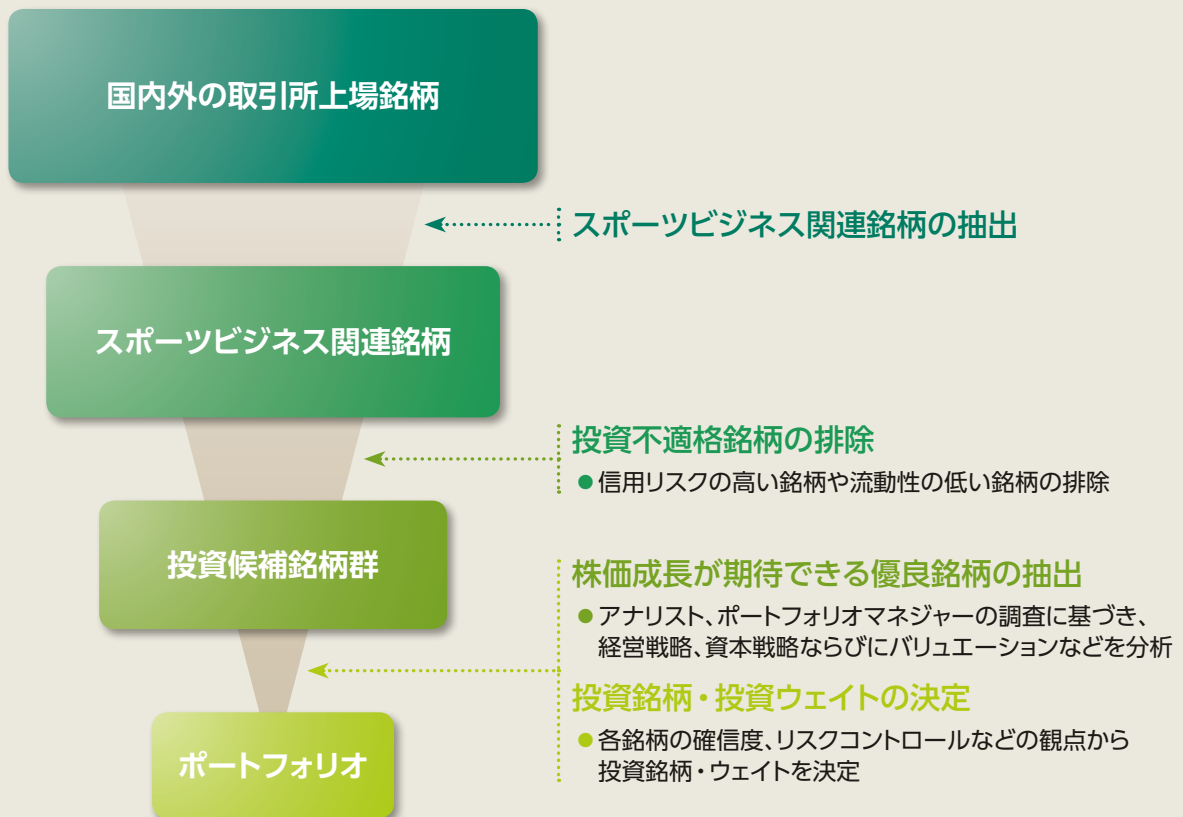 国内外の取引所上場銘柄
スポーツビジネス関連銘柄の抽出
スポーツビジネス関連銘柄
投資不適格銘柄の排除
●信用リスクの高い銘柄や流動性の低い銘柄の排除
投資候補銘柄群
株価成長が期待できる優良銘柄の抽出
●アナリスト、ポートフォリオマネジャーの調査に基づき、
経営戦略、資本戦略ならびにバリュエーションなどを分析
投資銘柄・投資ウェイトの決定
●各銘柄の確信度、リスクコントロールなどの観点から
投資銘柄・ウェイトを決定
ポートフォリオ